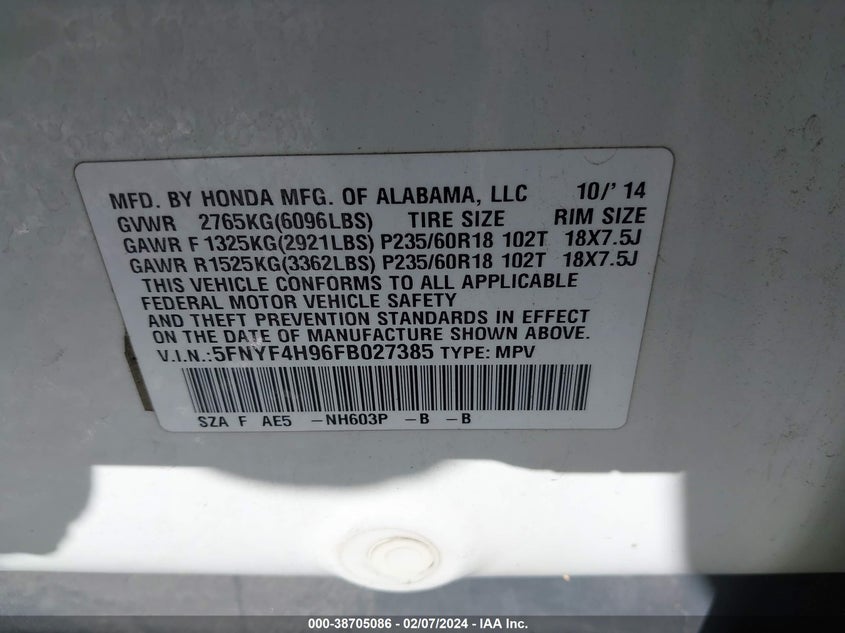 MFD. BY HONDA MFG. OF ALABAMA, LLC 10/'14
GVWR 2765KG(6096LBS) TIRE SIZE RIM SIZE
GAWR F 1325KG(2921LBS) P235/60R18 102T 18X7.5J
GAWR R1525KG(3362LBS) P235/60R18 102T 18X7.5J
THIS VEHICLE CONFORMS TO ALL APPLICABLE
FEDERAL MOTOR VEHICLE SAFETY
AND THEFT PREVENTION STANDARDS IN EFFECT
ON THE DATE OF MANUFACTURE SHOWN ABOVE.
V.I.N.:5FNYF4H96FB027385 TYPE: MPV
SZA F AE5 -NH603P -B -B
000-38705086 - 02/07/2024 - IAA Inc.